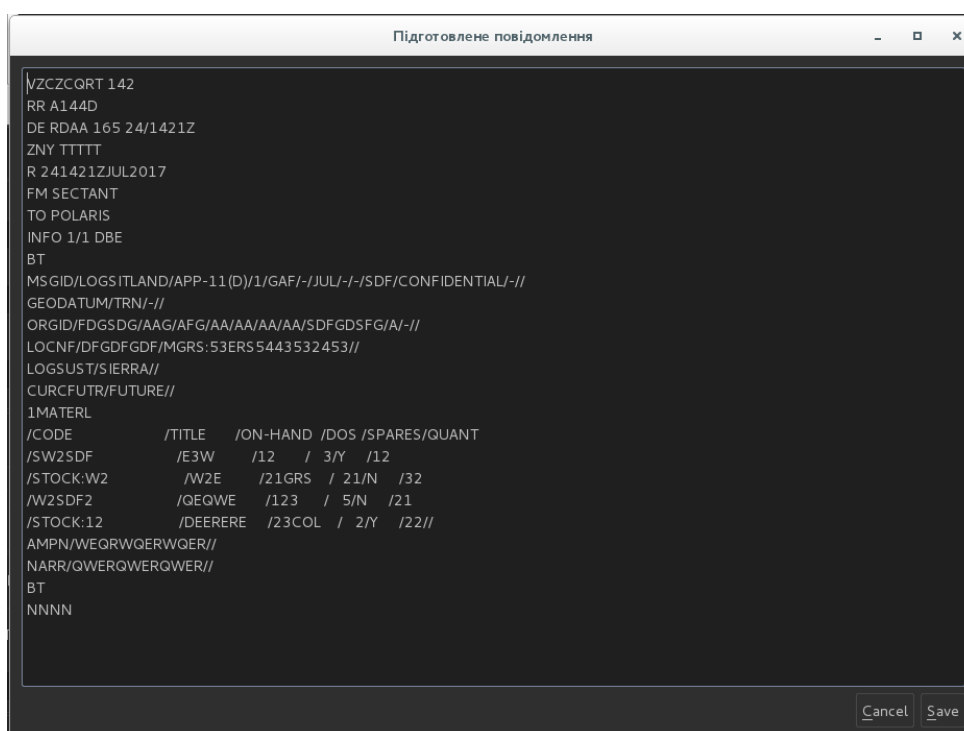 Підготовлене повідомлення
VZCZCQRT 142
RR A144D
DE RDAA 165 24/1421Z
ZNY TTTTT
R 241421ZJUL2017
FM SECTANT
TO POLARIS
INFO 1/1 DBE
BT
MSGID/LOGSITLAND/APP-11(D)/1/GAF/-/JUL/-/-/SDF/CONFIDENTIAL/-//
GEODATUM/TRN/-//
ORGID/FDGSDG/AAG/AFG/AA/AA/AA/AA/SDFGDSFG/A/-//
LOCNF/DFGDFGDF/MGRS:53ERS5443532453//
LOGSUST/SIERRA//
CURCFUTR/FUTURE//
1MATERL
/CODE /TITLE /ON-HAND /DOS /SPARES/QUANT
/SW2SDF /E3W /12 / 3/Y /12
/STOCK:W2 /W2E /21GRS / 21/N /32
/W2SDF2 /QEQWE /123 / 5/N /21
/STOCK:12 /DEERERE /23COL / 2/Y /22//
AMPN/WEQRWQERWQER//
NARR/QWERQWERQWER//
BT
NNNN
Cancel Save